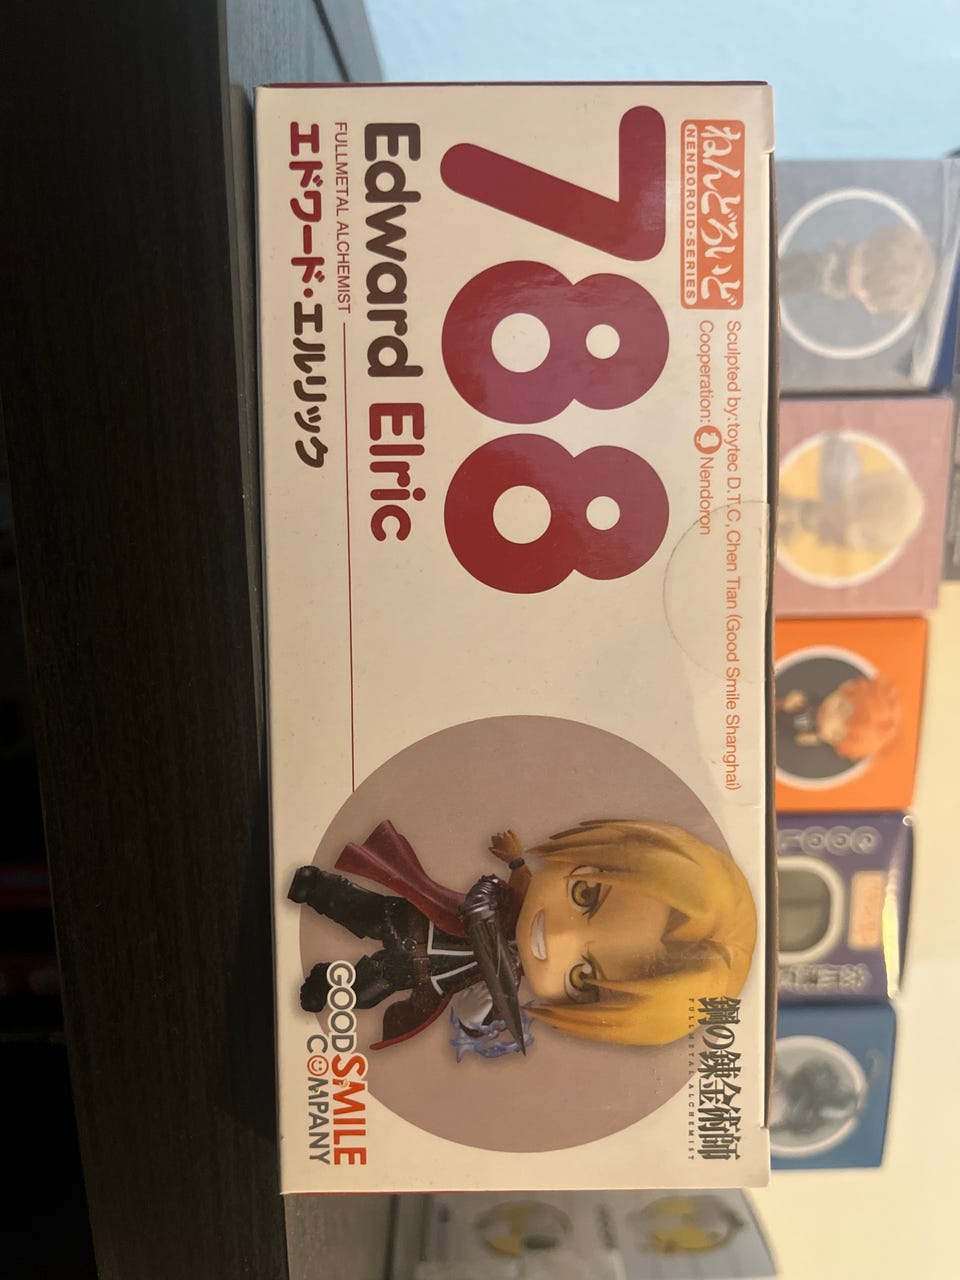 ねんどろいど
NENDOROID・SERIES
Sculpted by:toytec D.T.C, Chen Tian (Good Smile Shanghai)
Cooperation: Nendoron
788
Edward Elric
FULLMETAL ALCHEMIST
エドワード・エルリック
鋼の錬金術師
FULLMETAL ALCHEMIST
GOOD
SMILE
COMPANY